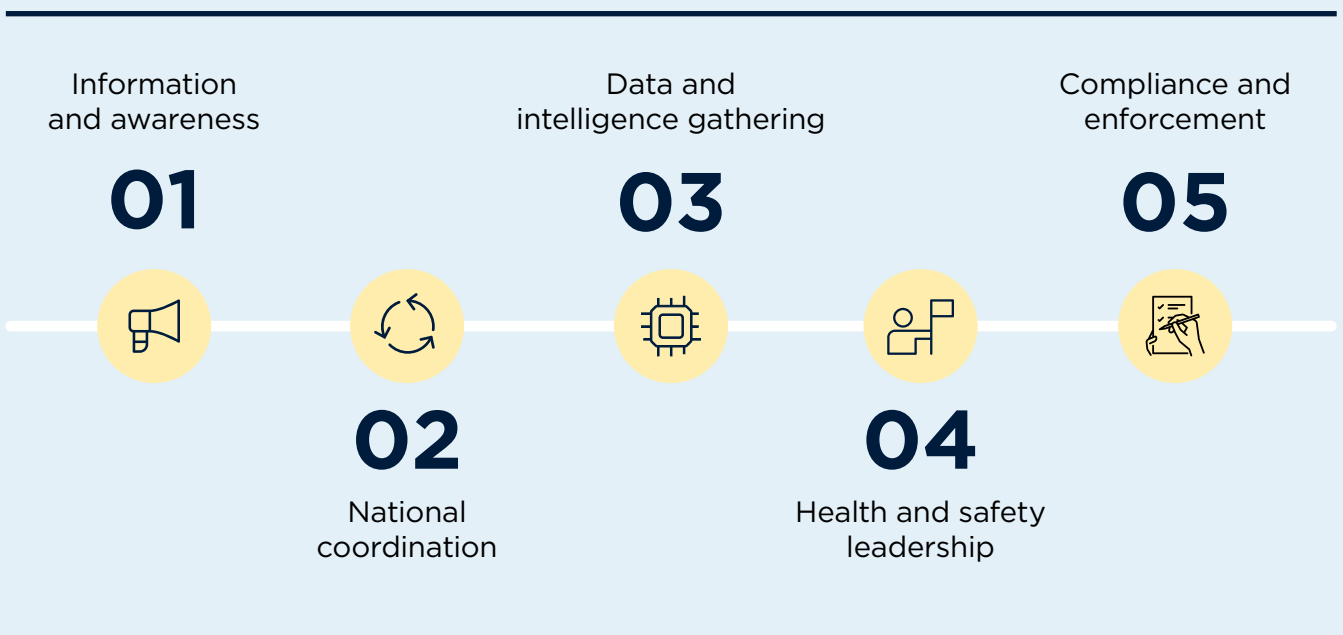 Information
and awareness
01
02
National
coordination
Data and
intelligence gathering
03
04
Health and safety
leadership
Compliance and
enforcement
05